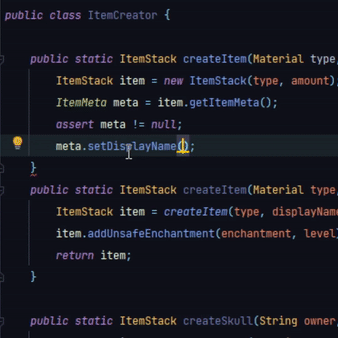 public class ItemCreator {
public static ItemStack createItem(Material type,
ItemStack item = new ItemStack(type, amount);
ItemMeta meta = item.getItemMeta();
assert meta != null;
meta.setDisplayName();
}
public static ItemStack createItem(Material type,
ItemStack item = createItem(type, displayNam
item.addUnsafeEnchantment(enchantment, level)
return item;
}
public static ItemStack createSkull(String owner,